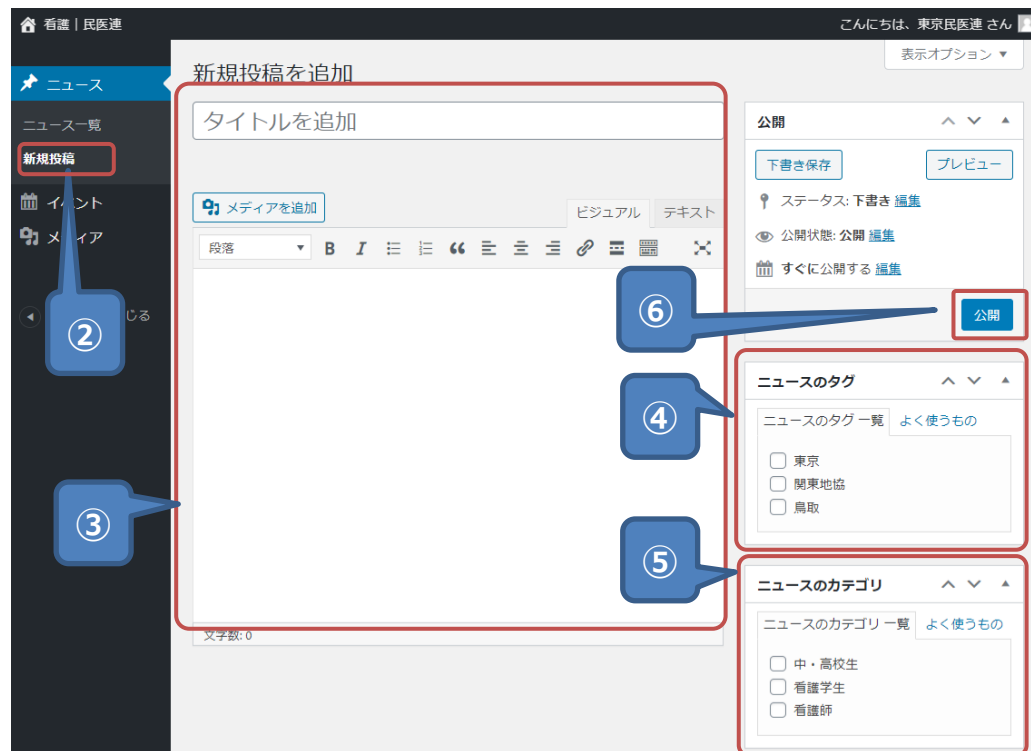 看護｜民医連
こんにちは、東京民医連 さん
表示オプション ▼
ニュース
ニュース一覧
新規投稿
イベント
メディア
じる
②
③
④
⑤
⑥
新規投稿を追加
タイトルを追加
メディアを追加
ビジュアル テキスト
段落 ▼ B I
文字数: 0
公開
下書き保存 プレビュー
ステータス: 下書き 編集
公開状態: 公開 編集
すぐに公開する 編集
公開
ニュースのタグ
ニュースのタグ 一覧 よく使うもの
東京
関東地協
鳥取
ニュースのカテゴリ
ニュースのカテゴリ 一覧 よく使うもの
中・高校生
看護学生
看護師